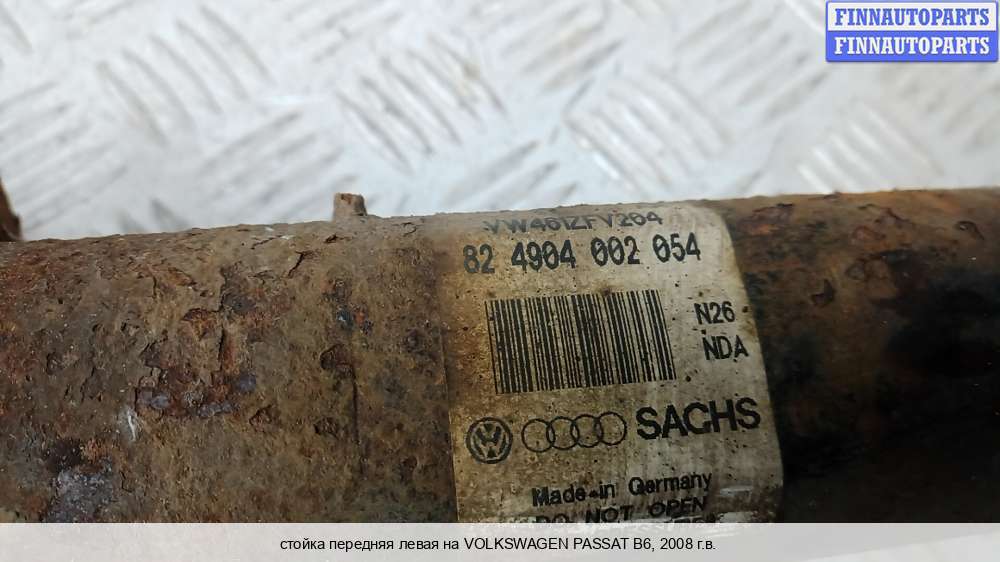 FINNAUTOPARTS
FINNAUTOPARTS
VW461ZFV204
82 4904 002 054
N26
NDA
SACHS
Made in Germany
DO NOT OPEN
стойка передняя левая на VOLKSWAGEN PASSAT B6, 2008 г.в.